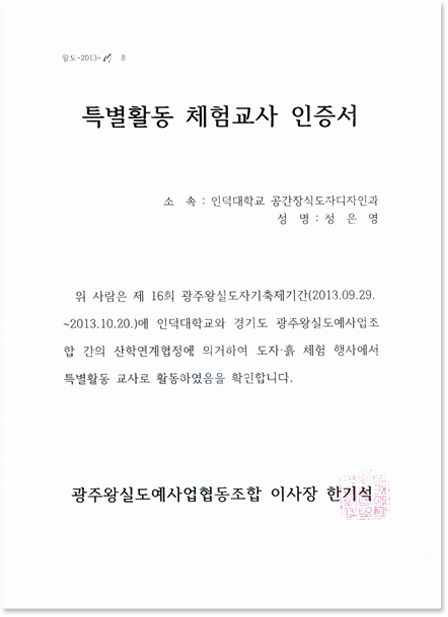 왕도-2013- 호
특별활동 체험교사 인증서
소 속 : 인덕대학교 공간장식도자디자인과
성 명 : 정 은 영
위 사람은 제 16회 광주왕실도자기축제기간(2013.09.29.
~2013.10.20.)에 인덕대학교와 경기도 광주왕실도예사업조
합 간의 산학연계협정에 의거하여 도자·흙 체험 행사에서
특별활동 교사로 활동하였음을 확인합니다.
광주왕실도예사업협동조합 이사장 한기석